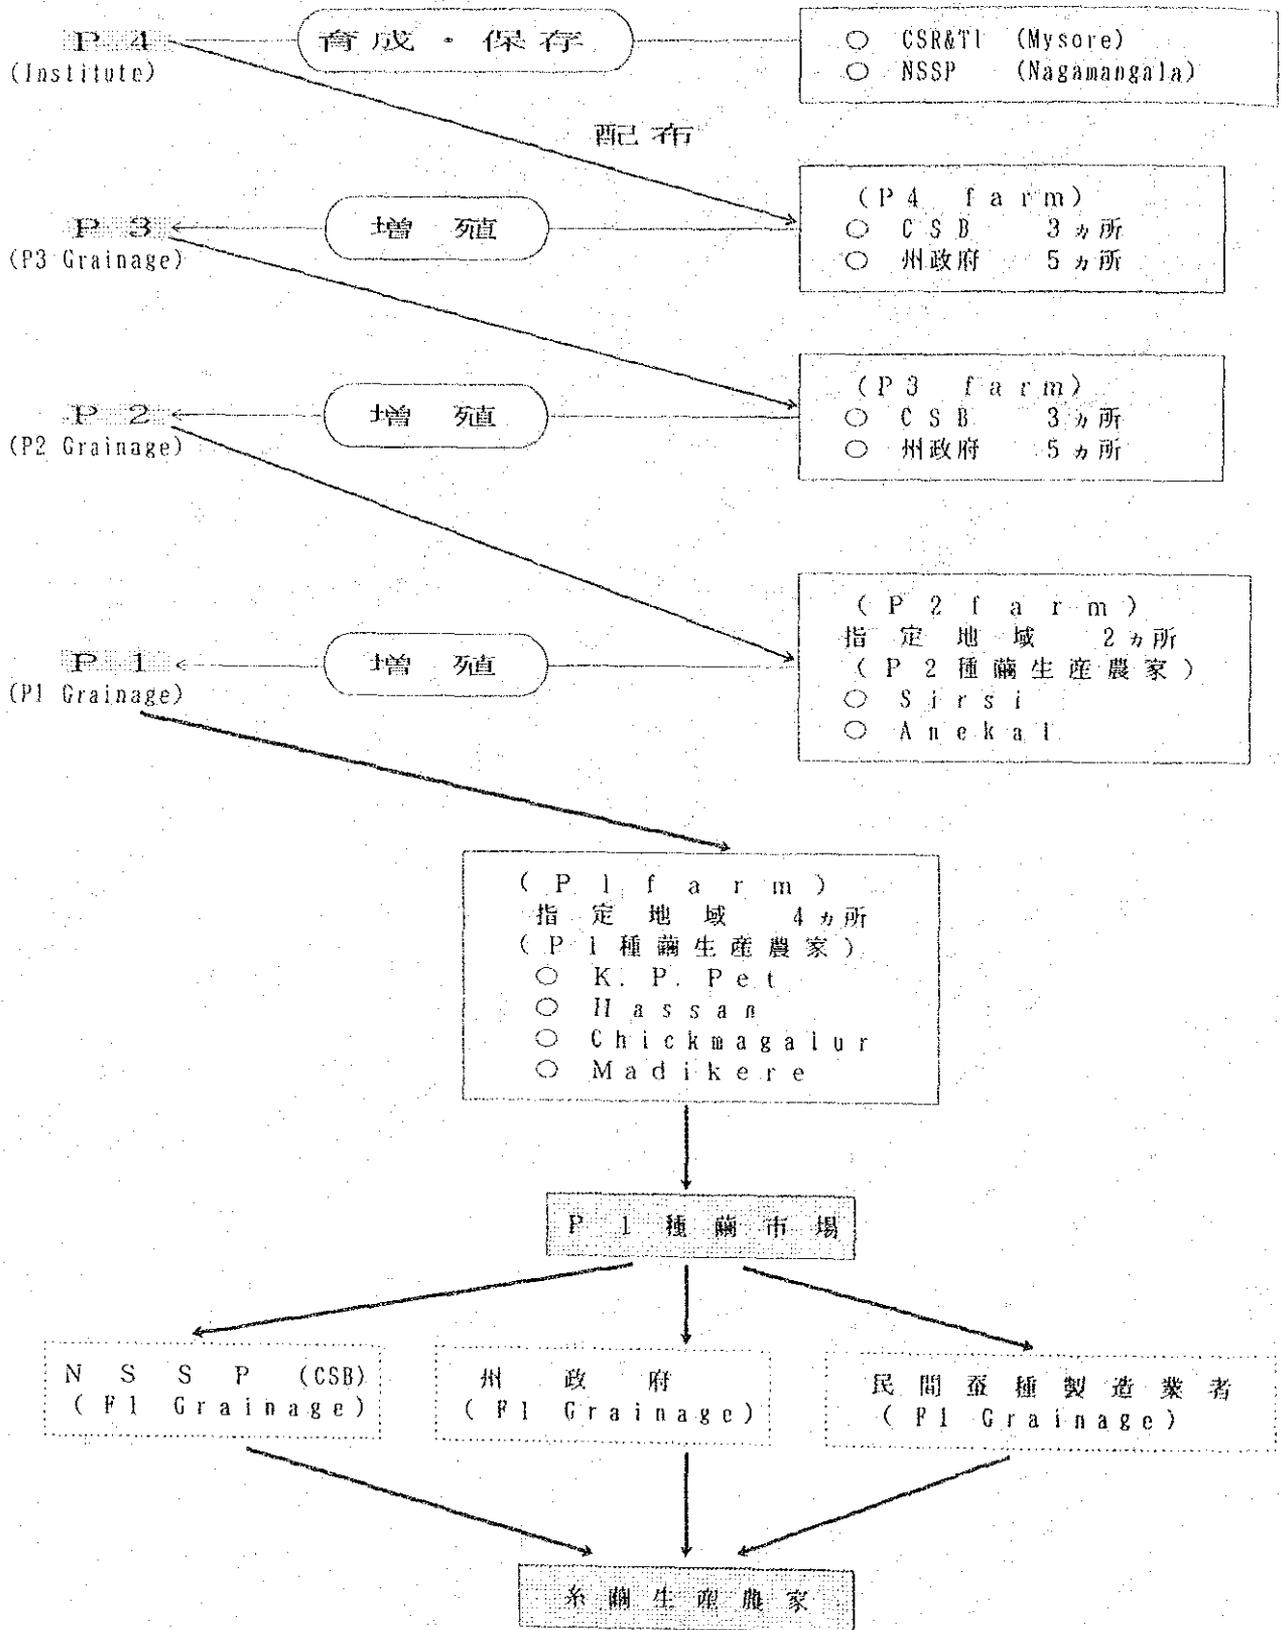 P 4
(Institute)
育成・保存
○ CSR&TI (Mysore)
○ NSSP (Nagamangala)
配布
P 3
(P3 Grainage)
増 殖
(P4 farm)
○ CSB 3ヵ所
○ 州政府 5ヵ所
P 2
(P2 Grainage)
増 殖
(P3 farm)
○ CSB 3ヵ所
○ 州政府 5ヵ所
P 1
(P1 Grainage)
増 殖
(P2farm)
指定地域 2ヵ所
(P2種繭生産農家)
○ Sirsi
○ Anekal
(P1farm)
指定地域 4ヵ所
(P1種繭生産農家)
○ K.P.Pet
○ Hassan
○ Chickmagalur
○ Madikere
P1種繭市場
NSSP (CSB)
(F1 Grainage)
州政府
(F1 Grainage)
民間蚕種製造業者
(F1 Grainage)
糸繭生産農家